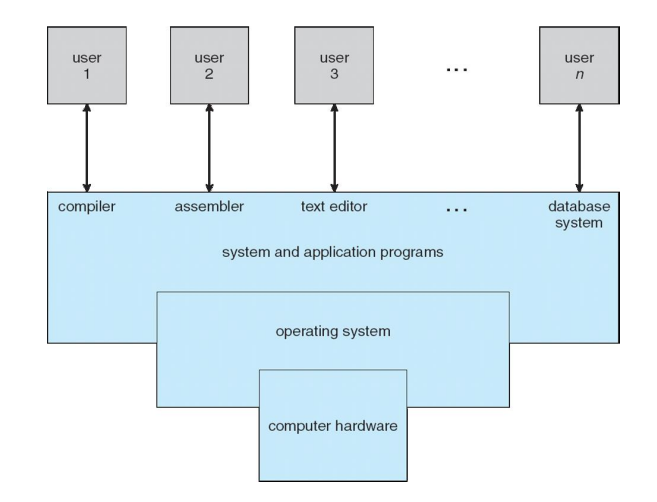 user
1
user
2
user
3
...
user
n
compiler
assembler
text editor
...
database
system
system and application programs
operating system
computer hardware